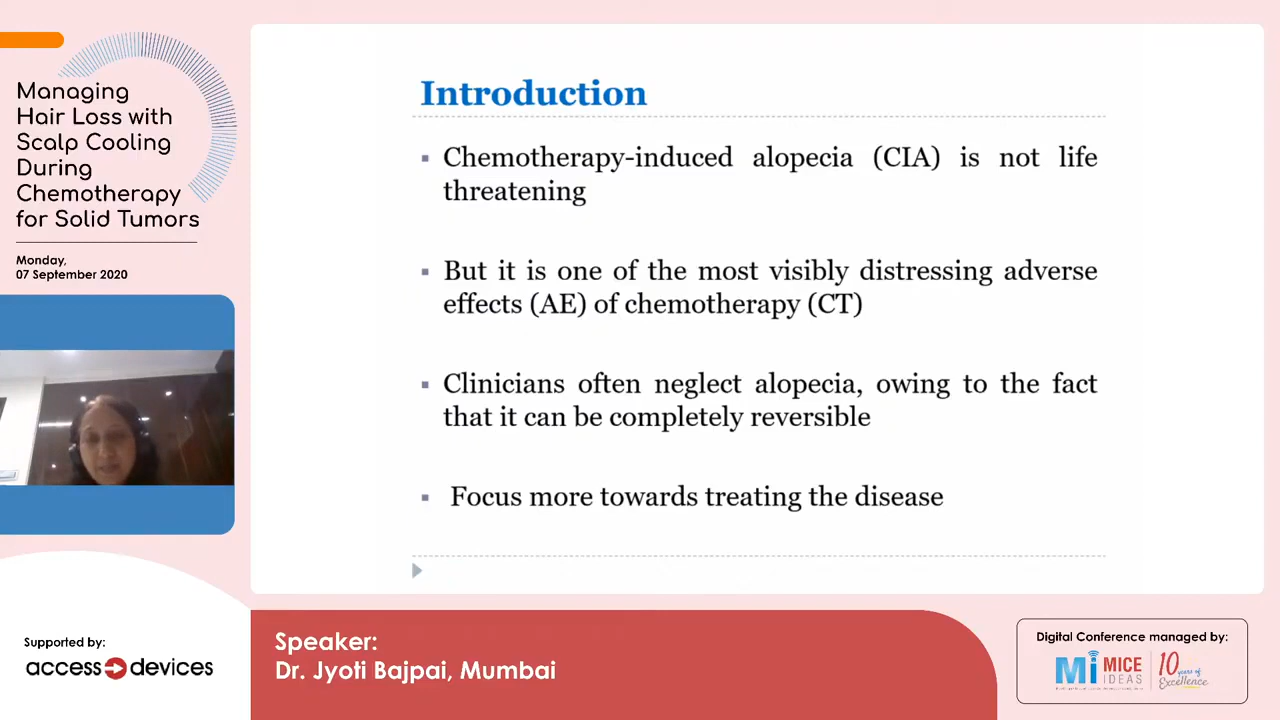 Managing
Hair Loss with
Scalp Cooling
During
Chemotherapy
for Solid Tumors
Monday,
07 September 2020
Introduction
▪ Chemotherapy-induced alopecia (CIA) is not life
threatening
▪ But it is one of the most visibly distressing adverse
effects (AE) of chemotherapy (CT)
▪ Clinicians often neglect alopecia, owing to the fact
that it can be completely reversible
▪ Focus more towards treating the disease
Supported by:
access devices
Speaker:
Dr. Jyoti Bajpai, Mumbai
Digital Conference managed by:
Mi MICE
IDEAS
10 years of
Excellence